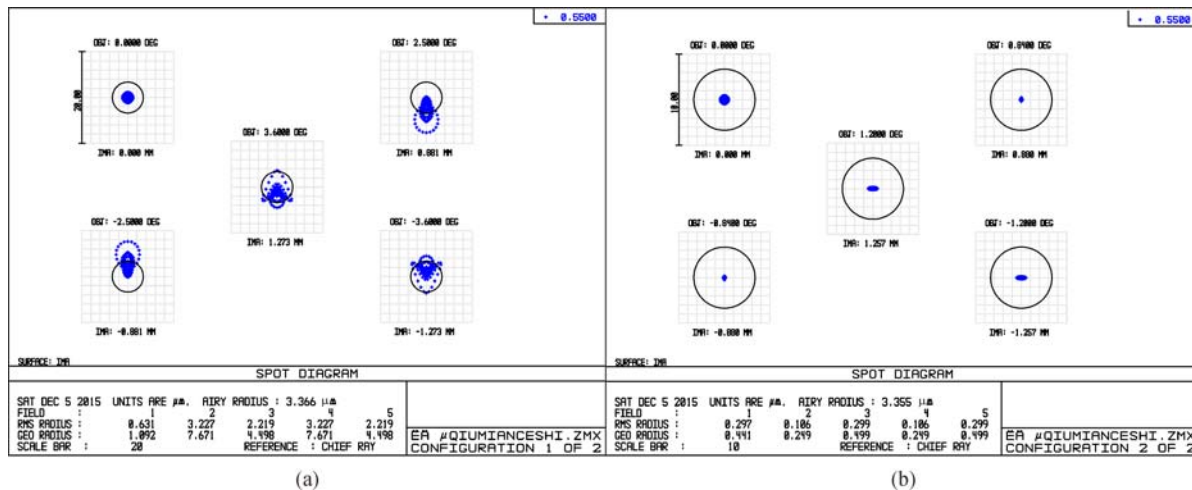 + 0.5500
OBJ: 0.0000 DEG
OBJ: 2.5000 DEG
20.00
OBJ: 3.6000 DEG
IMA: 0.000 MM
IMA: 0.881 MM
OBJ: -2.5000 DEG
OBJ: -3.6000 DEG
IMA: 1.273 MM
IMA: -0.881 MM
IMA: -1.273 MM
SURFACE: IMA
SPOT DIAGRAM
SAT DEC 5 2015 UNITS ARE µm. AIRY RADIUS : 3.366 µm
FIELD : 1 2 3 4 5
RMS RADIUS : 0.631 3.227 2.219 3.227 2.219
GEO RADIUS : 1.092 7.671 4.498 7.671 4.498
SCALE BAR : 20 REFERENCE : CHIEF RAY
ËÄ µQIUMIANCESHI.ZMX
CONFIGURATION 1 OF 2
(a)
+ 0.5500
OBJ: 0.0000 DEG
OBJ: 0.8400 DEG
10.00
OBJ: 1.2000 DEG
IMA: 0.000 MM
IMA: 0.880 MM
OBJ: -0.8400 DEG
OBJ: -1.2000 DEG
IMA: 1.257 MM
IMA: -0.880 MM
IMA: -1.257 MM
SURFACE: IMA
SPOT DIAGRAM
SAT DEC 5 2015 UNITS ARE µm. AIRY RADIUS : 3.355 µm
FIELD : 1 2 3 4 5
RMS RADIUS : 0.297 0.106 0.299 0.106 0.299
GEO RADIUS : 0.441 0.249 0.499 0.249 0.499
SCALE BAR : 10 REFERENCE : CHIEF RAY
ËÄ µQIUMIANCESHI.ZMX
CONFIGURATION 2 OF 2
(b)